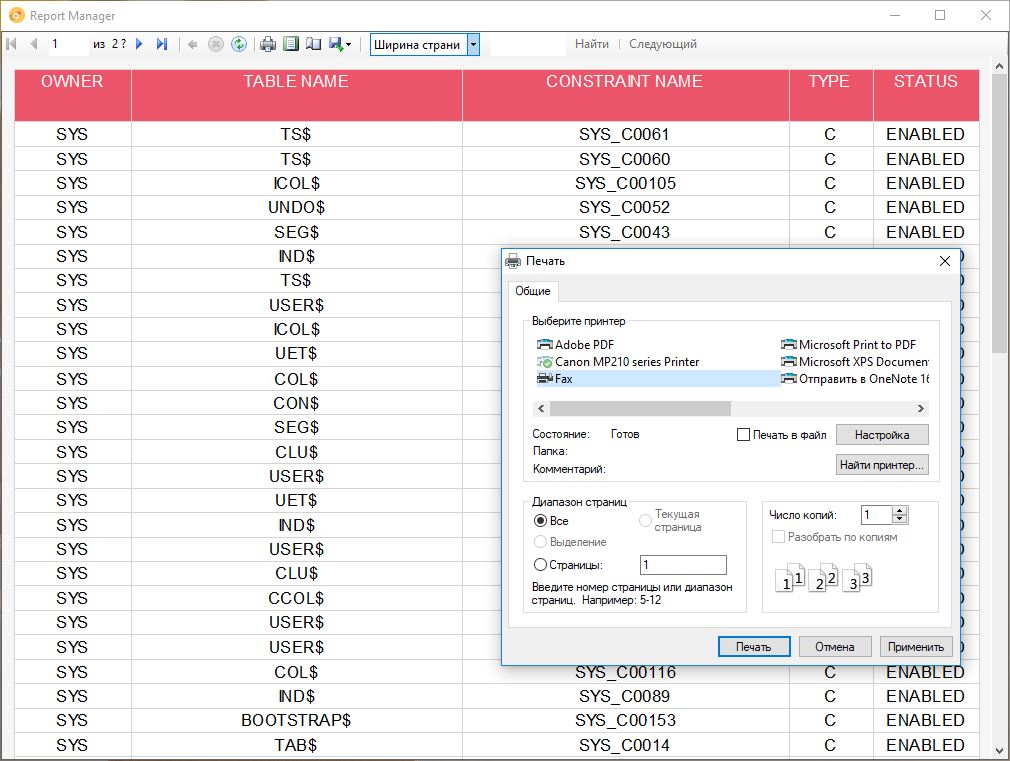 Report Manager
1 из 2 ? Ширина страни Найти Следующий
OWNER TABLE NAME CONSTRAINT NAME TYPE STATUS
SYS TS$ SYS_C0061 C ENABLED
SYS TS$ SYS_C0060 C ENABLED
SYS ICOL$ SYS_C00105 C ENABLED
SYS UNDO$ SYS_C0052 C ENABLED
SYS SEG$ SYS_C0043 C ENABLED
SYS IND$
SYS TS$
SYS USER$
SYS ICOL$
SYS UET$
SYS COL$
SYS CON$
SYS SEG$
SYS CLU$
SYS USER$
SYS UET$
SYS IND$
SYS USER$
SYS CLU$
SYS CCOL$
SYS USER$
SYS USER$
SYS COL$ SYS_C00116 C ENABLED
SYS IND$ SYS_C0089 C ENABLED
SYS BOOTSTRAP$ SYS_C00153 C ENABLED
SYS TAB$ SYS_C0014 C ENABLED
Печать
Общие
Выберите принтер
Adobe PDF Microsoft Print to PDF
Canon MP210 series Printer Microsoft XPS Documen
Fax Отправить в OneNote 16
Состояние: Готов Печать в файл Настройка
Папка:
Комментарий: Найти принтер...
Диапазон страниц
Все Текущая страница
Выделение
Страницы: 1
Введите номер страницы или диапазон
страниц. Например: 5-12
Число копий: 1
Разобрать по копиям
1 1 2 2 3 3
Печать Отмена Применить